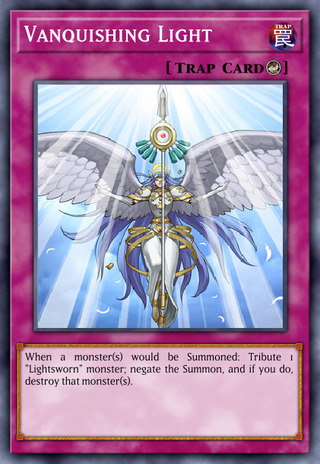 Vanquishing Light
TRAP
罠
[Trap Card]
When a monster(s) would be Summoned: Tribute 1
"Lightsworn" monster; negate the Summon, and if you do,
destroy that monster(s).